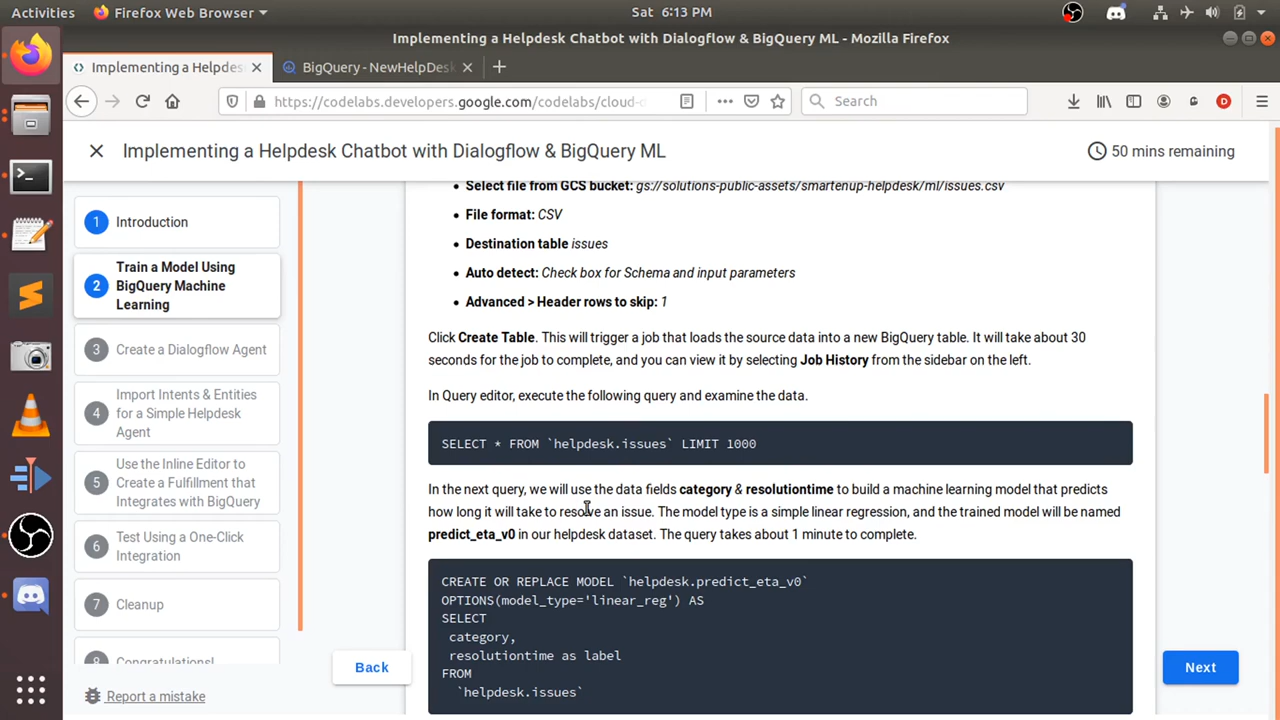 Activities
Firefox Web Browser
Sat 6:13 PM
Implementing a Helpdesk Chatbot with Dialogflow & BigQuery ML - Mozilla Firefox
Implementing a Helpdes
BigQuery - NewHelpDesk
https://codelabs.developers.google.com/codelabs/cloud-
Search
Implementing a Helpdesk Chatbot with Dialogflow & BigQuery ML
50 mins remaining
1 Introduction
2 Train a Model Using
BigQuery Machine
Learning
3 Create a Dialogflow Agent
4 Import Intents & Entities
for a Simple Helpdesk
Agent
5 Use the Inline Editor to
Create a Fulfillment that
Integrates with BigQuery
6 Test Using a One-Click
Integration
7 Cleanup
8 Congratulations!
Report a mistake
• Select file from GCS bucket: gs://solutions-public-assets/smartenup-helpdesk/ml/issues.csv
• File format: CSV
• Destination table issues
• Auto detect: Check box for Schema and input parameters
• Advanced > Header rows to skip: 1
Click Create Table. This will trigger a job that loads the source data into a new BigQuery table. It will take about 30
seconds for the job to complete, and you can view it by selecting Job History from the sidebar on the left.
In Query editor, execute the following query and examine the data.
SELECT * FROM `helpdesk.issues` LIMIT 1000
In the next query, we will use the data fields category & resolutiontime to build a machine learning model that predicts
how long it will take to resolve an issue. The model type is a simple linear regression, and the trained model will be named
predict_eta_v0 in our helpdesk dataset. The query takes about 1 minute to complete.
CREATE OR REPLACE MODEL `helpdesk.predict_eta_v0`
OPTIONS(model_type='linear_reg') AS
SELECT
category,
resolutiontime as label
FROM
`helpdesk.issues`
Back
Next